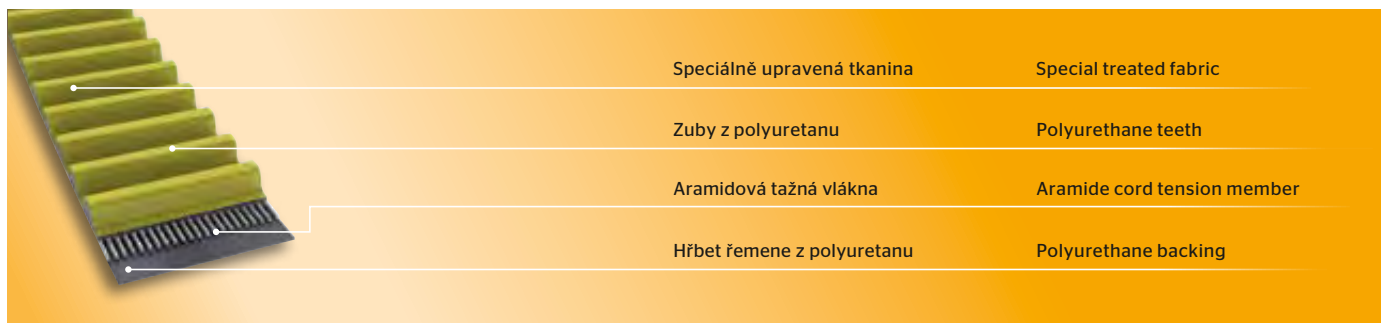 Speciálně upravená tkanina Special treated fabric
Zuby z polyuretanu Polyurethane teeth
Aramidová tažná vlákna Aramide cord tension member
Hřbet řemene z polyuretanu Polyurethane backing